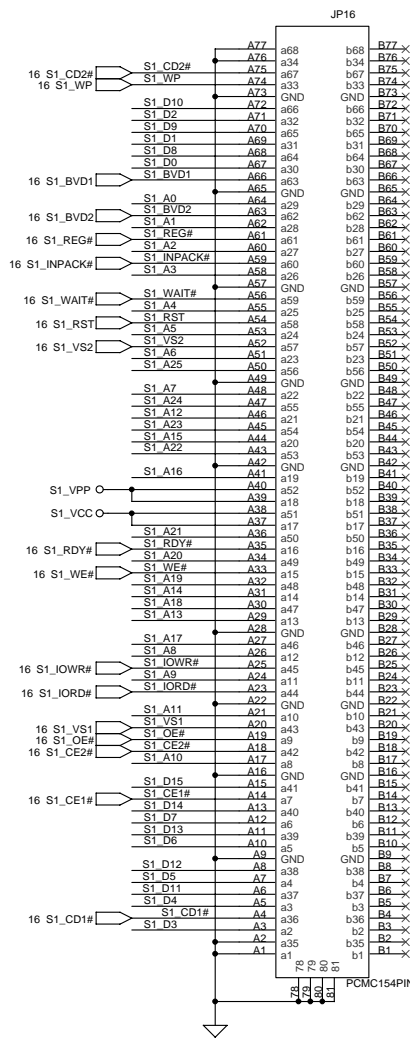 JP16
A77 a68 b68 B77
A76 a34 b34 B76
16 S1_CD2# S1_CD2# A75 a67 b67 B75
16 S1_WP S1_WP A74 a33 b33 B74
A73 GND GND B73
S1_D10 A72 a66 b66 B72
S1_D2 A71 a32 b32 B71
S1_D9 A70 a65 b65 B70
S1_D1 A69 a31 b31 B69
S1_D8 A68 a64 b64 B68
S1_D0 A67 a30 b30 B67
16 S1_BVD1 S1_BVD1 A66 a63 b63 B66
A65 GND GND B65
S1_A0 A64 a29 b29 B64
16 S1_BVD2 S1_BVD2 A63 a62 b62 B63
S1_A1 A62 a28 b28 B62
16 S1_REG# S1_REG# A61 a61 b61 B61
S1_A2 A60 a27 b27 B60
16 S1_INPACK# S1_INPACK# A59 a60 b60 B59
S1_A3 A58 a26 b26 B58
A57 GND GND B57
16 S1_WAIT# S1_WAIT# A56 a59 b59 B56
S1_A4 A55 a25 b25 B55
16 S1_RST S1_RST A54 a58 b58 B54
S1_A5 A53 a24 b24 B53
16 S1_VS2 S1_VS2 A52 a57 b57 B52
S1_A6 A51 a23 b23 B51
S1_A25 A50 a56 b56 B50
A49 GND GND B49
S1_A7 A48 a22 b22 B48
S1_A24 A47 a55 b55 B47
S1_A12 A46 a21 b21 B46
S1_A23 A45 a54 b54 B45
S1_A15 A44 a20 b20 B44
S1_A22 A43 a53 b53 B43
A42 GND GND B42
S1_A16 A41 a19 b19 B41
S1_VPP A40 a52 b52 B40
A39 a18 b18 B39
S1_VCC A38 a51 b51 B38
A37 a17 b17 B37
S1_A21 A36 a50 b50 B36
16 S1_RDY# S1_RDY# A35 a16 b16 B35
S1_A20 A34 a49 b49 B34
16 S1_WE# S1_WE# A33 a15 b15 B33
S1_A19 A32 a48 b48 B32
S1_A14 A31 a14 b14 B31
S1_A18 A30 a47 b47 B30
S1_A13 A29 a13 b13 B29
A28 GND GND B28
S1_A17 A27 a46 b46 B27
S1_A8 A26 a12 b12 B26
16 S1_IOWR# S1_IOWR# A25 a45 b45 B25
S1_A9 A24 a11 b11 B24
16 S1_IORD# S1_IORD# A23 a44 b44 B23
A22 GND GND B22
S1_A11 A21 a10 b10 B21
16 S1_VS1 S1_VS1 A20 a43 b43 B20
16 S1_OE# S1_OE# A19 a9 b9 B19
16 S1_CE2# S1_CE2# A18 a42 b42 B18
S1_A10 A17 a8 b8 B17
A16 GND GND B16
S1_D15 A15 a41 b41 B15
16 S1_CE1# S1_CE1# A14 a7 b7 B14
S1_D14 A13 a40 b40 B13
S1_D7 A12 a6 b6 B12
S1_D13 A11 a39 b39 B11
S1_D6 A10 a5 b5 B10
A9 GND GND B9
S1_D12 A8 a38 b38 B8
S1_D5 A7 a4 b4 B7
S1_D11 A6 a37 b37 B6
S1_D4 A5 a3 b3 B5
16 S1_CD1# S1_CD1# A4 a36 b36 B4
S1_D3 A3 a2 b2 B3
A2 a35 b35 B2
A1 a1 b1 B1
78 79 80 81
78 79 80 81
PCMC154PIN